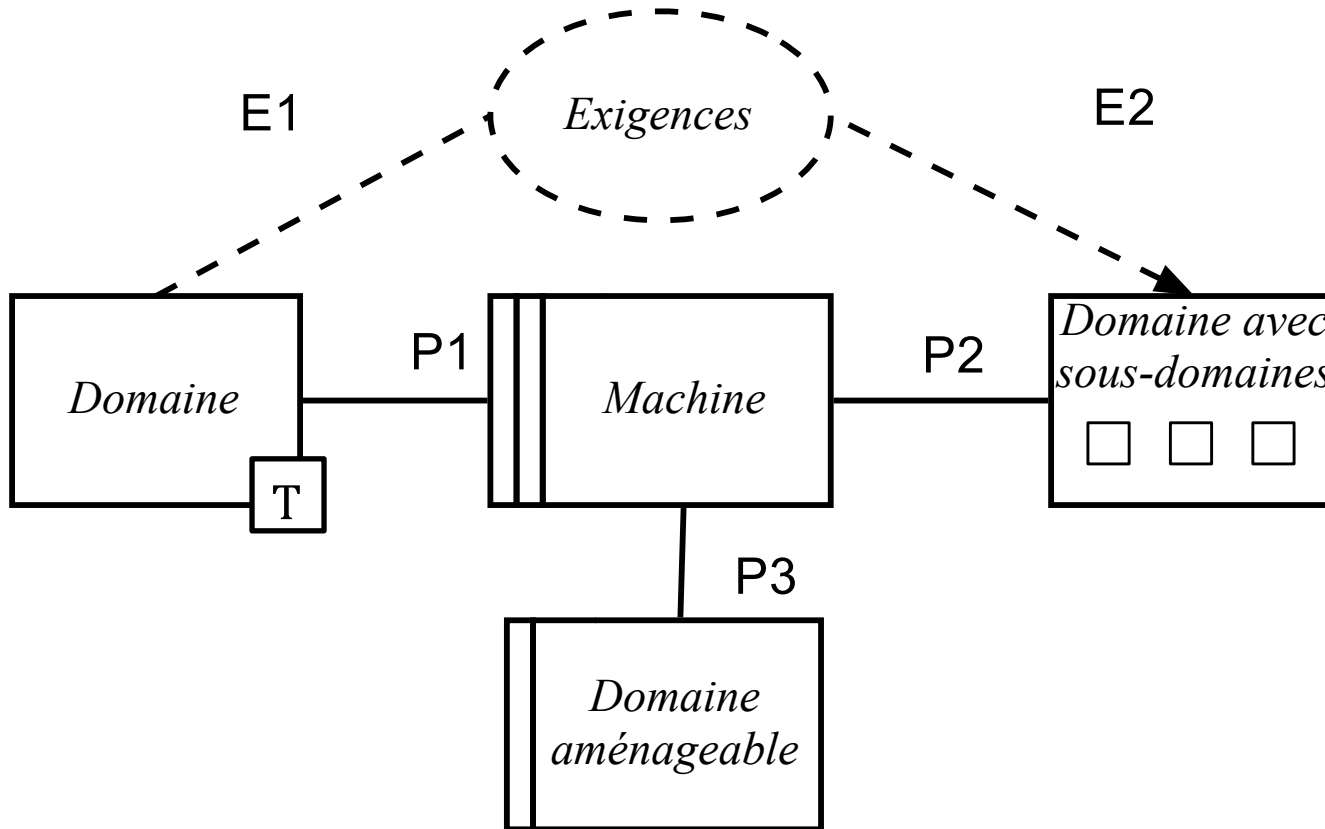 E1
Exigences
E2
Domaine
P1
Machine
P2
Domaine avec
sous-domaines
T
P3
Domaine
aménageable